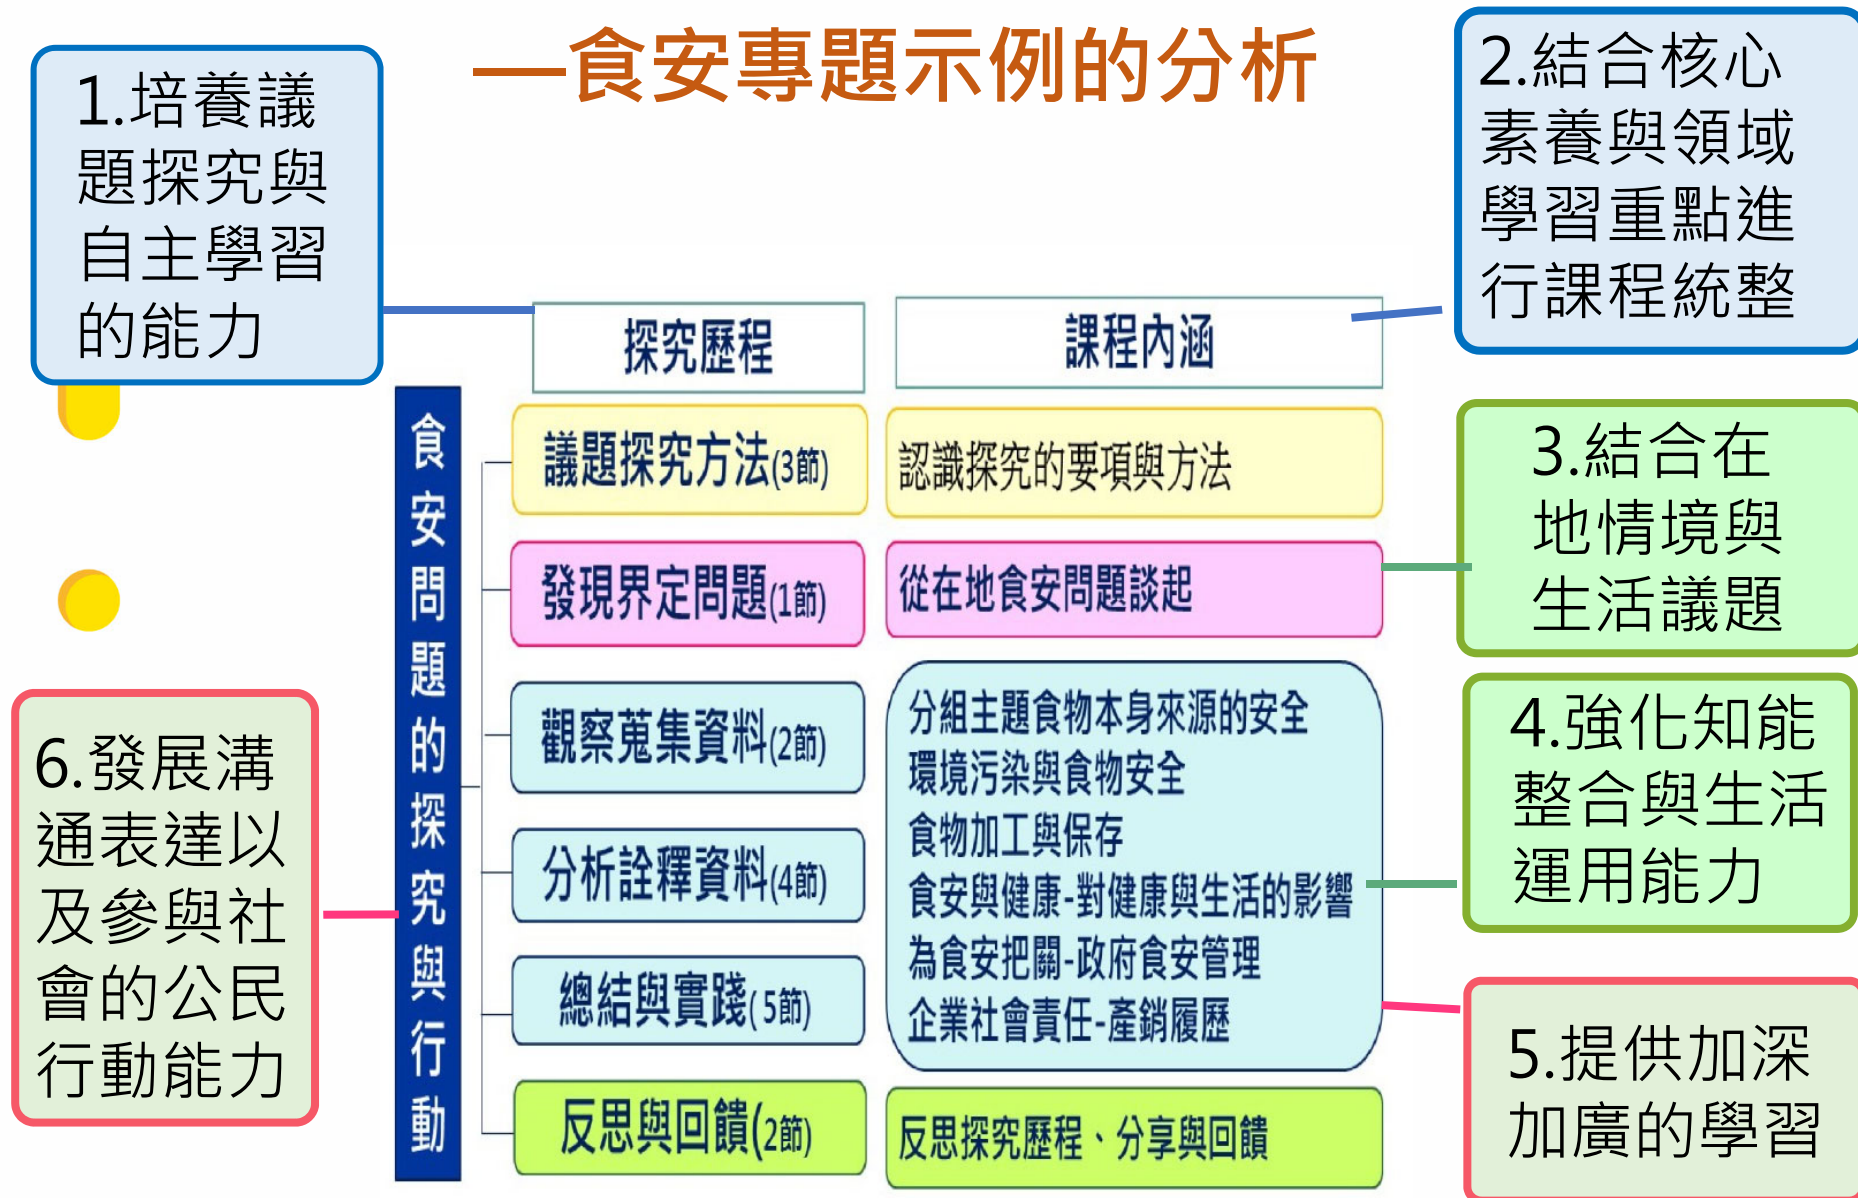 —食安專題示例的分析
1.培養議
題探究與
自主學習
的能力
2.結合核心
素養與領域
學習重點進
行課程統整
探究歷程
課程內涵
食安問題的探究與行動
議題探究方法(3節)
認識探究的要項與方法
發現界定問題(1節)
從在地食安問題談起
觀察蒐集資料(2節)
分析詮釋資料(4節)
總結與實踐(5節)
分組主題食物本身來源的安全
環境污染與食物安全
食物加工與保存
食安與健康-對健康與生活的影響
為食安把關-政府食安管理
企業社會責任-產銷履歷
反思與回饋(2節)
反思探究歷程、分享與回饋
3.結合在
地情境與
生活議題
4.強化知能
整合與生活
運用能力
5.提供加深
加廣的學習
6.發展溝
通表達以
及參與社
會的公民
行動能力